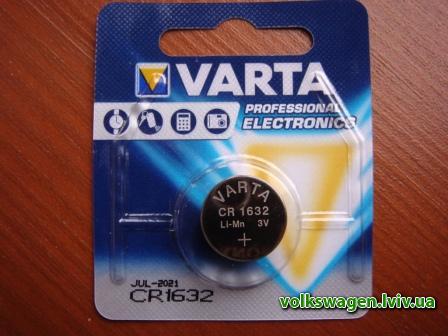 VARTA
PROFESSIONAL
ELECTRONICS
VARTA
CR 1632
Li-Mn 3V
+
JUL-2021
CR1632
volkswagen.lviv.ua